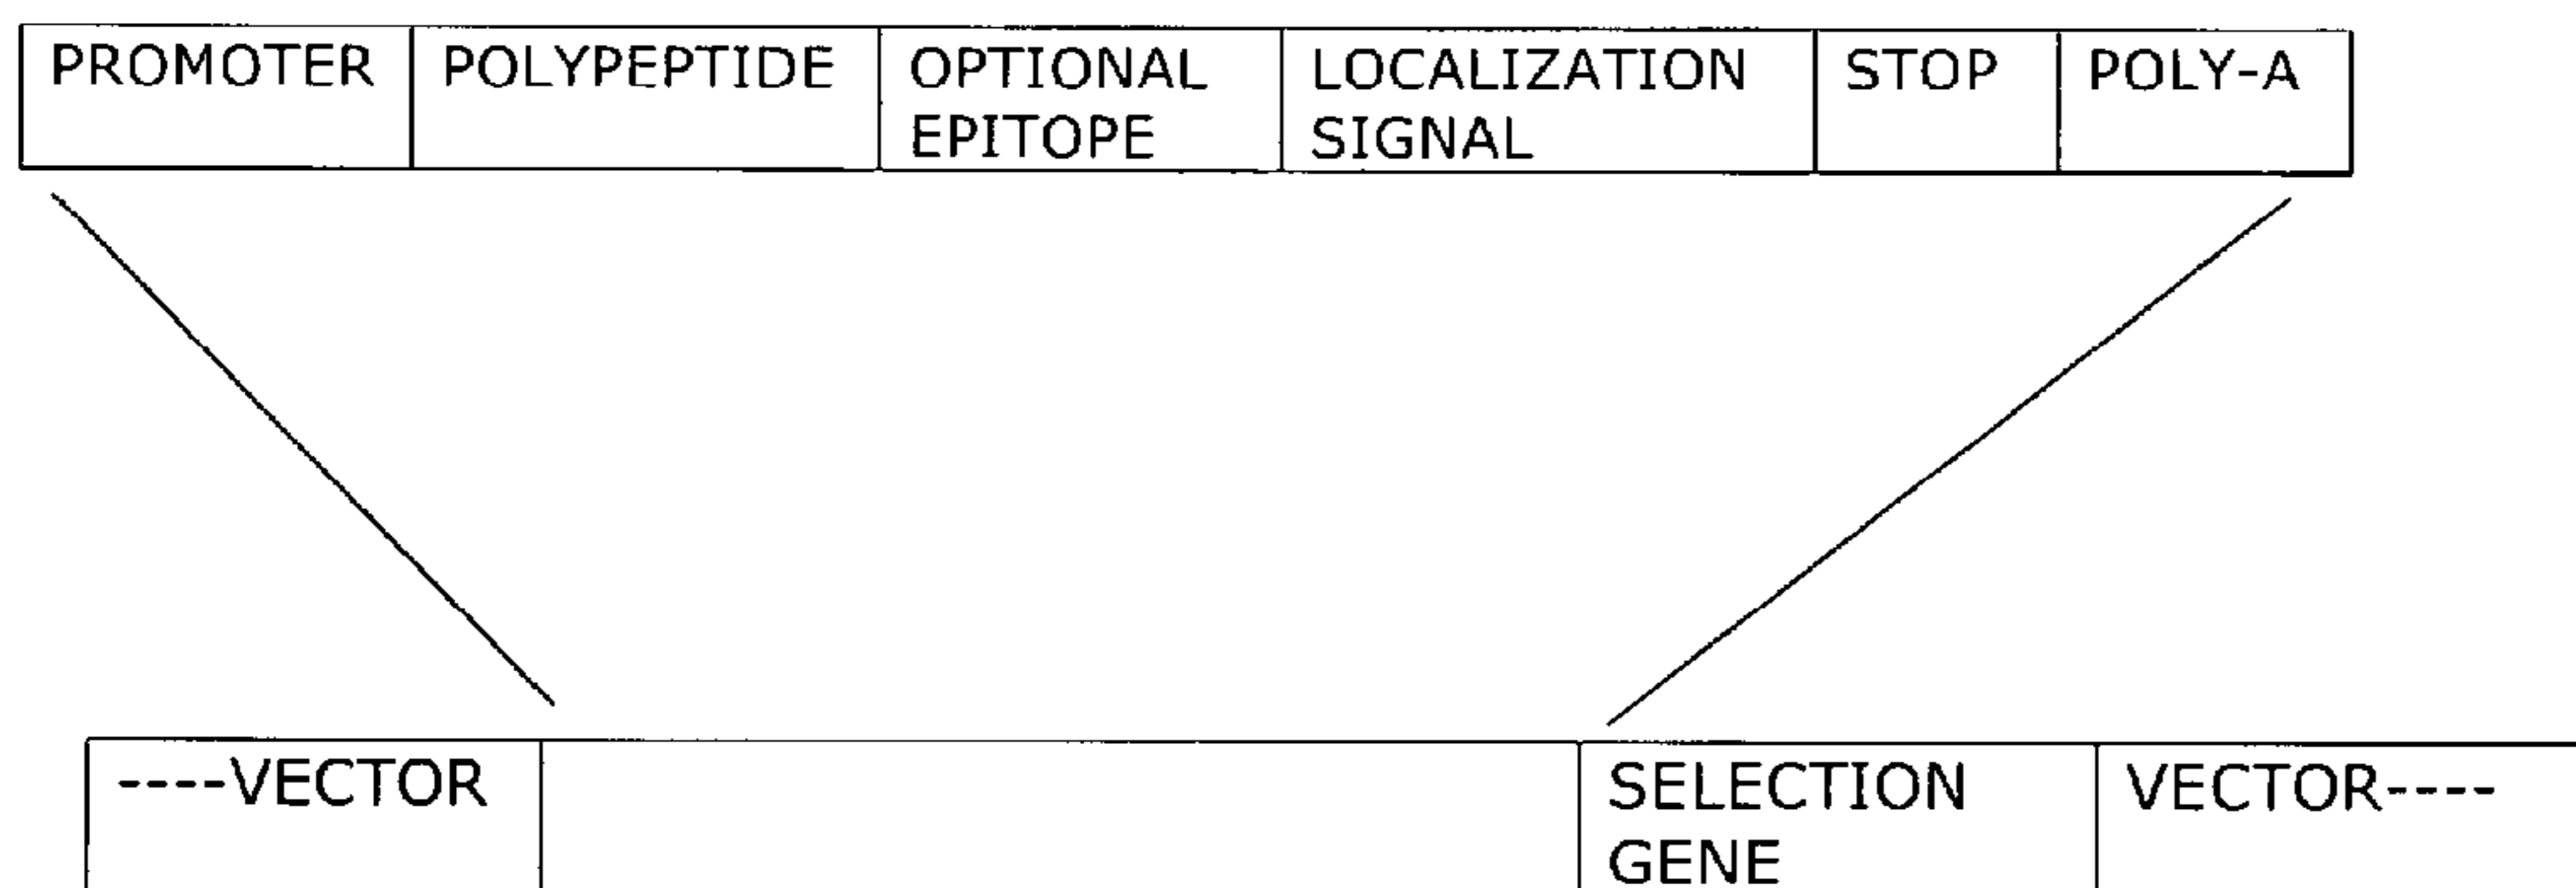 PROMOTER POLYPEPTIDE OPTIONAL LOCALIZATION STOP POLY-A
EPITOPE SIGNAL
----VECTOR SELECTION VECTOR----
GENE